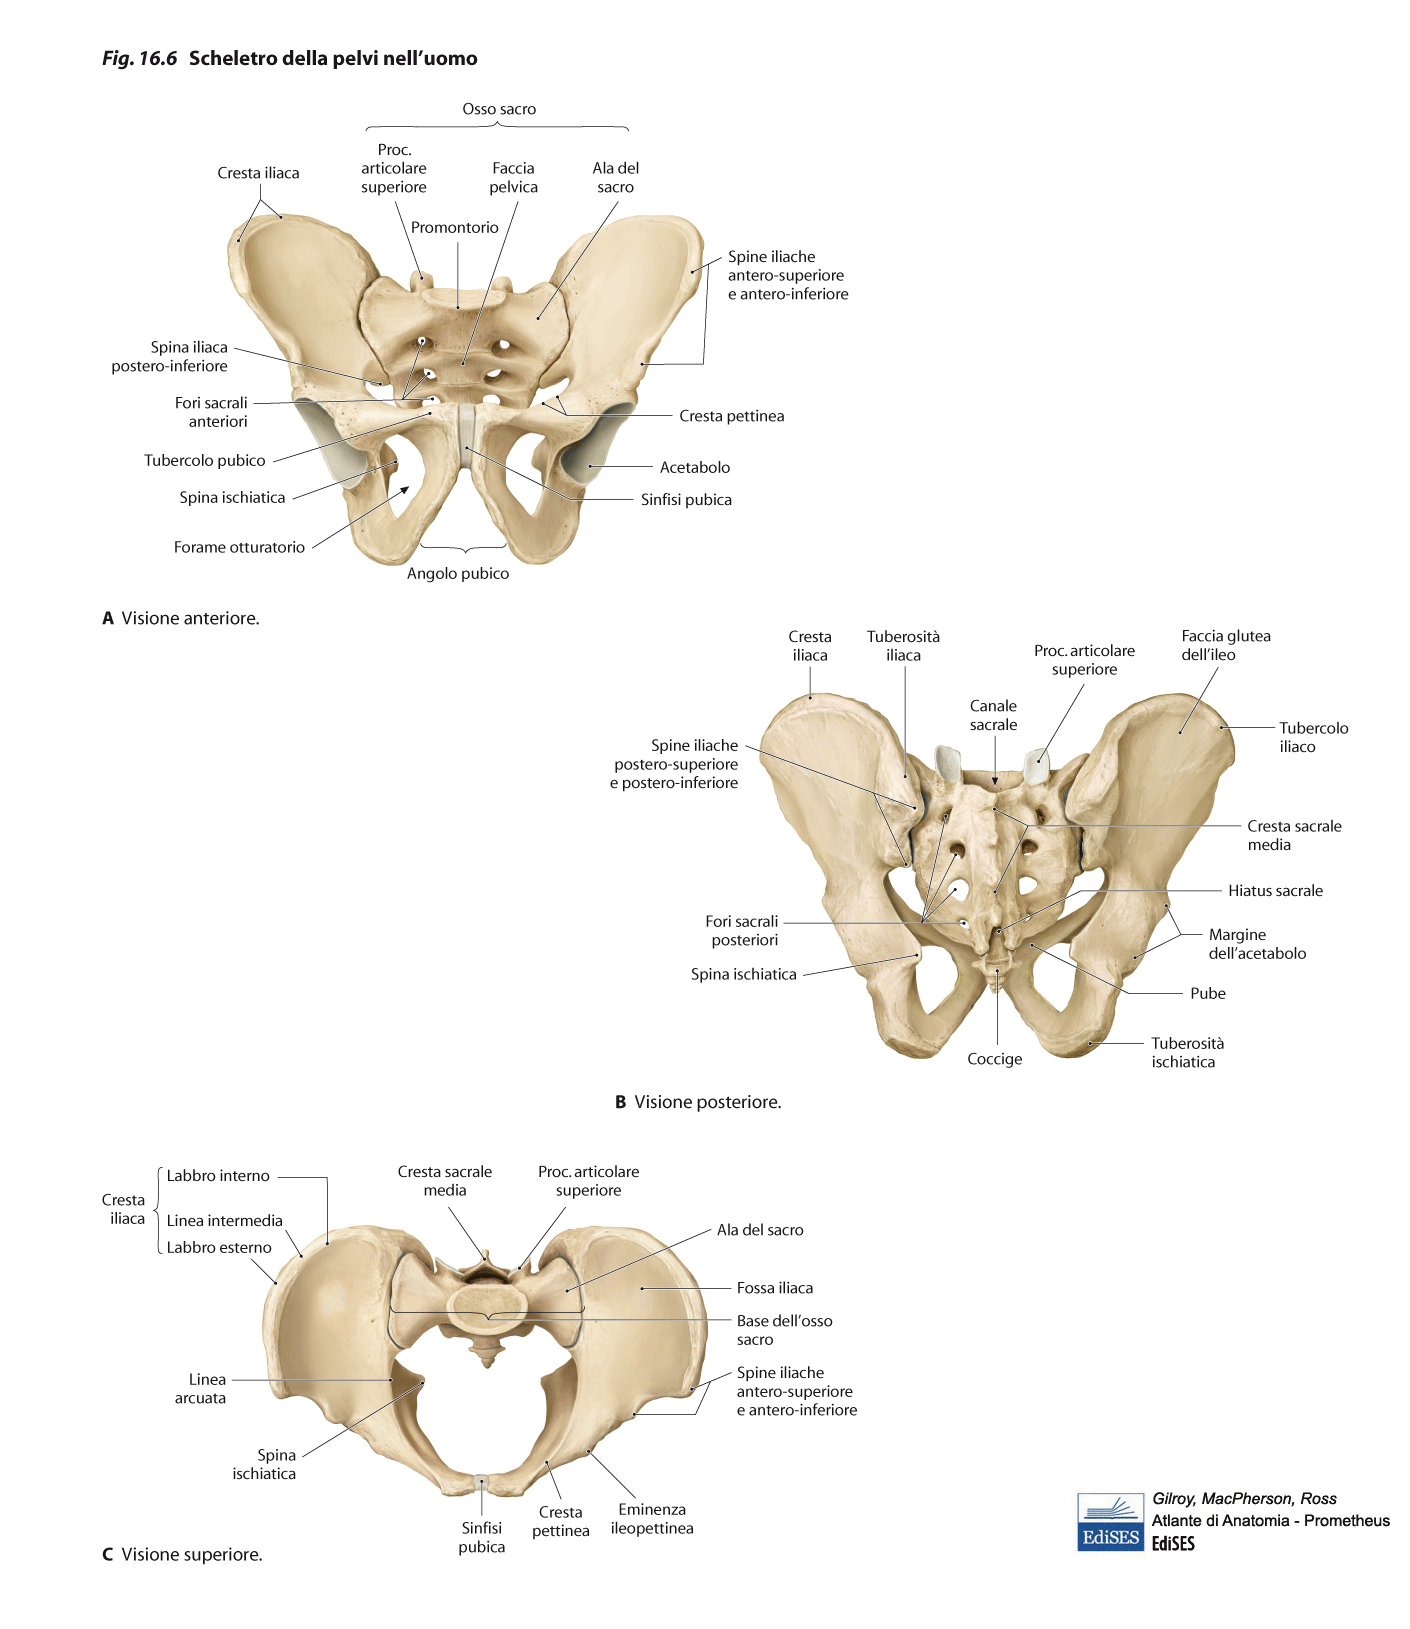 Fig. 16.6 Scheletro della pelvi nell'uomo
Osso sacro
Proc.
articolare
superiore
Faccia
pelvica
Ala del
sacro
Cresta iliaca
Promontorio
Spine iliache
antero-superiore
e antero-inferiore
Spina iliaca
postero-inferiore
Fori sacrali
anteriori
Cresta pettinea
Tubercolo pubico
Acetabolo
Spina ischiatica
Sinfisi pubica
Forame otturatorio
Angolo pubico
A Visione anteriore.
Cresta
iliaca
Tuberosità
iliaca
Proc. articolare
superiore
Faccia glutea
dell'ileo
Canale
sacrale
Tubercolo
iliaco
Spine iliache
postero-superiore
e postero-inferiore
Cresta sacrale
media
Hiatus sacrale
Fori sacrali
posteriori
Margine
dell'acetabolo
Spina ischiatica
Pube
Tuberosità
ischiatica
Coccige
B Visione posteriore.
Cresta
iliaca
Labbro interno
Linea intermedia
Labbro esterno
Cresta sacrale
media
Proc. articolare
superiore
Ala del sacro
Fossa iliaca
Base dell'osso
sacro
Linea
arcuata
Spine iliache
antero-superiore
e antero-inferiore
Spina
ischiatica
Sinfisi
pubica
Cresta
pettinea
Eminenza
ileopettinea
C Visione superiore.
EdiSES
Gilroy, MacPherson, Ross
Atlante di Anatomia - Prometheus
EdiSES